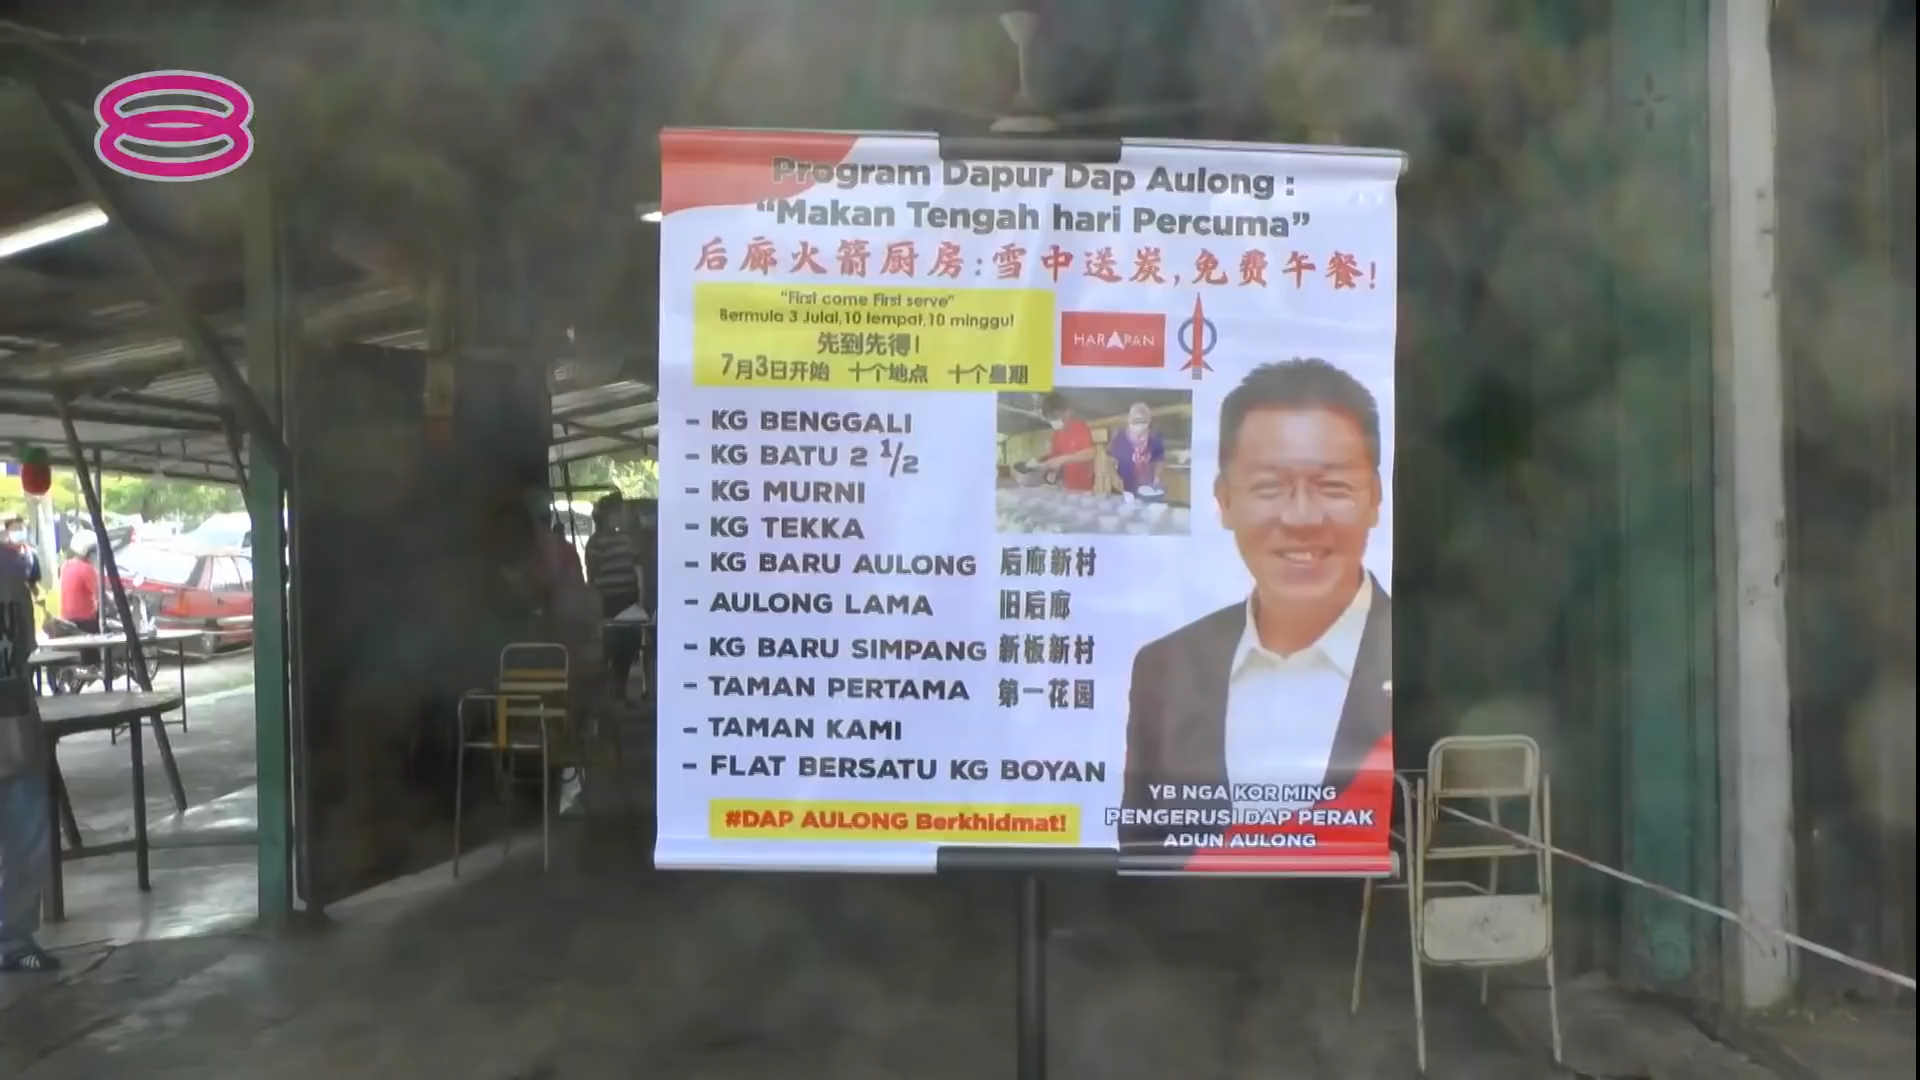 Program Dapur Dap Aulong :
“Makan Tengah hari Percuma”
后廊火箭厨房:雪中送炭,免费午餐!
“First come First serve”
Bermula 3 Julai,10 tempat,10 minggu!
先到先得!
7月3日开始 十个地点 十个星期
HARAPAN
- KG BENGGALI
- KG BATU 2 1/2
- KG MURNI
- KG TEKKA
- KG BARU AULONG 后廊新村
- AULONG LAMA 旧后廊
- KG BARU SIMPANG 新板新村
- TAMAN PERTAMA 第一花园
- TAMAN KAMI
- FLAT BERSATU KG BOYAN
#DAP AULONG Berkhidmat!
YB NGA KOR MING
PENGERUSI DAP PERAK
ADUN AULONG